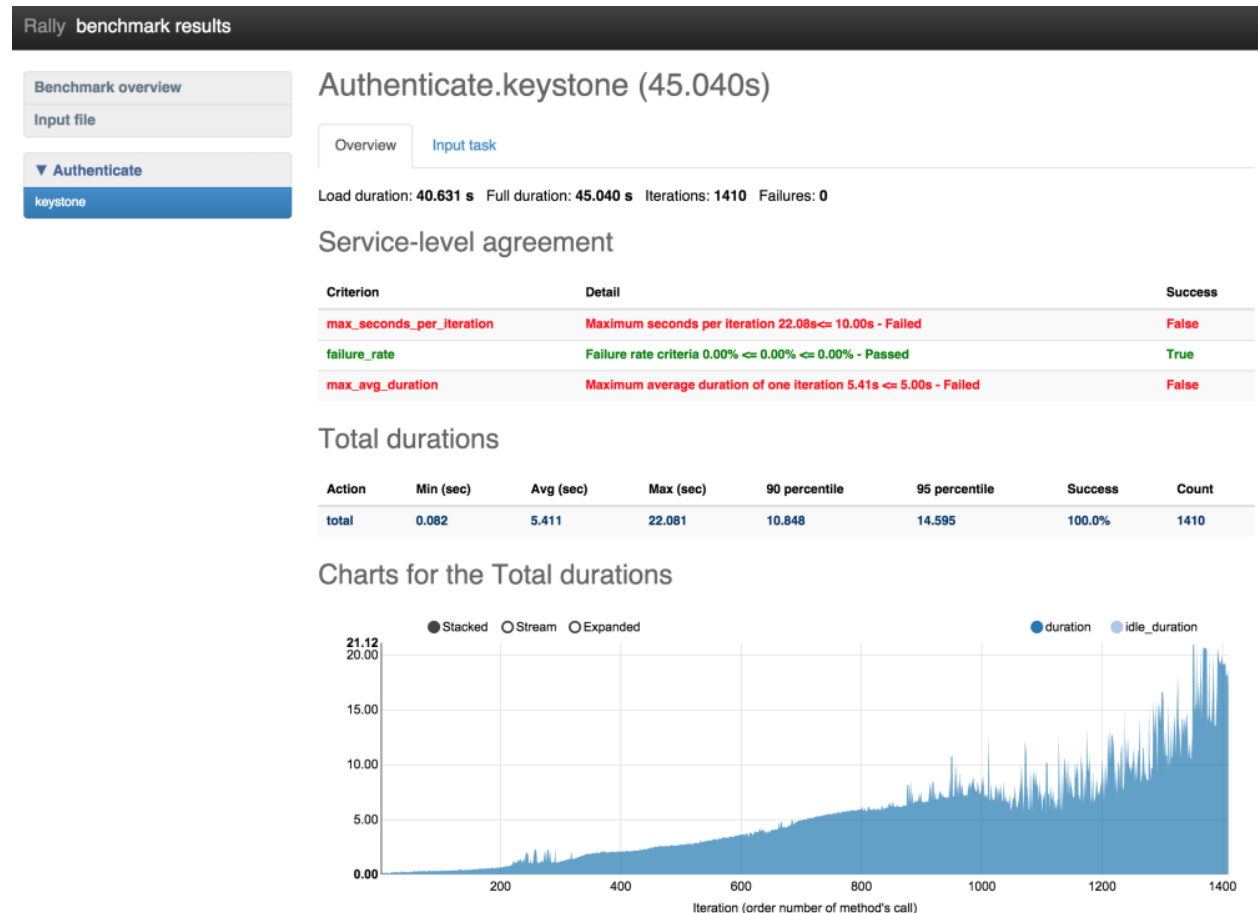 Rally benchmark results
Benchmark overview
Input file
▼ Authenticate
keystone
Authenticate.keystone (45.040s)
Overview Input task
Load duration: 40.631 s Full duration: 45.040 s Iterations: 1410 Failures: 0
Service-level agreement
Criterion Detail Success
max_seconds_per_iteration Maximum seconds per iteration 22.08s<= 10.00s - Failed False
failure_rate Failure rate criteria 0.00% <= 0.00% <= 0.00% - Passed True
max_avg_duration Maximum average duration of one iteration 5.41s <= 5.00s - Failed False
Total durations
Action Min (sec) Avg (sec) Max (sec) 90 percentile 95 percentile Success Count
total 0.082 5.411 22.081 10.848 14.595 100.0% 1410
Charts for the Total durations
Stacked Stream Expanded duration idle_duration
21.12
20.00
15.00
10.00
5.00
0.00
200 400 600 800 1000 1200 1400
Iteration (order number of method's call)